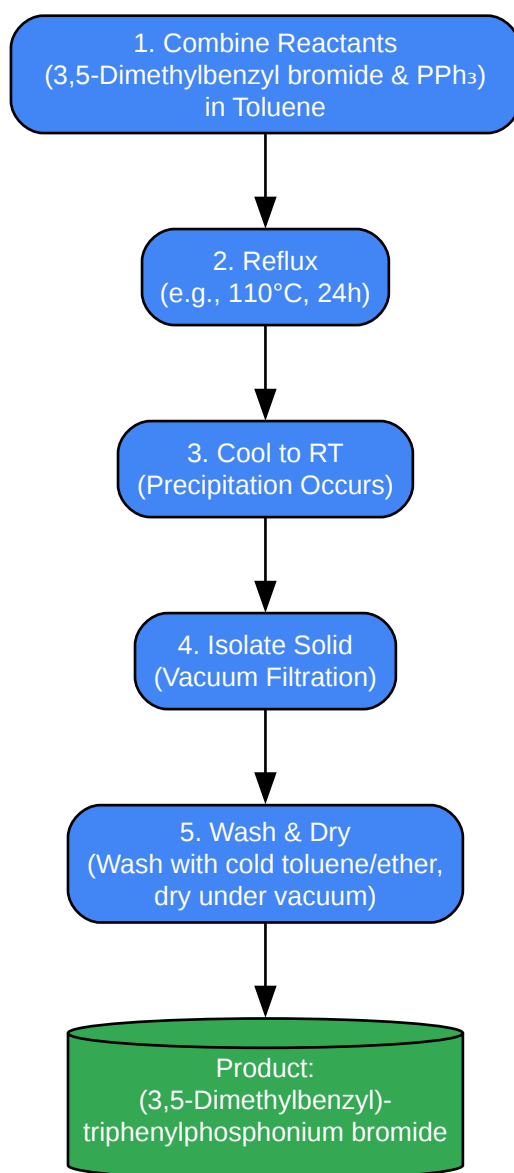 1. Combine Reactants
(3,5-Dimethylbenzyl bromide & PPh₃)
in Toluene
2. Reflux
(e.g., 110°C, 24h)
3. Cool to RT
(Precipitation Occurs)
4. Isolate Solid
(Vacuum Filtration)
5. Wash & Dry
(Wash with cold toluene/ether,
dry under vacuum)
Product:
(3,5-Dimethylbenzyl)-
triphenylphosphonium bromide